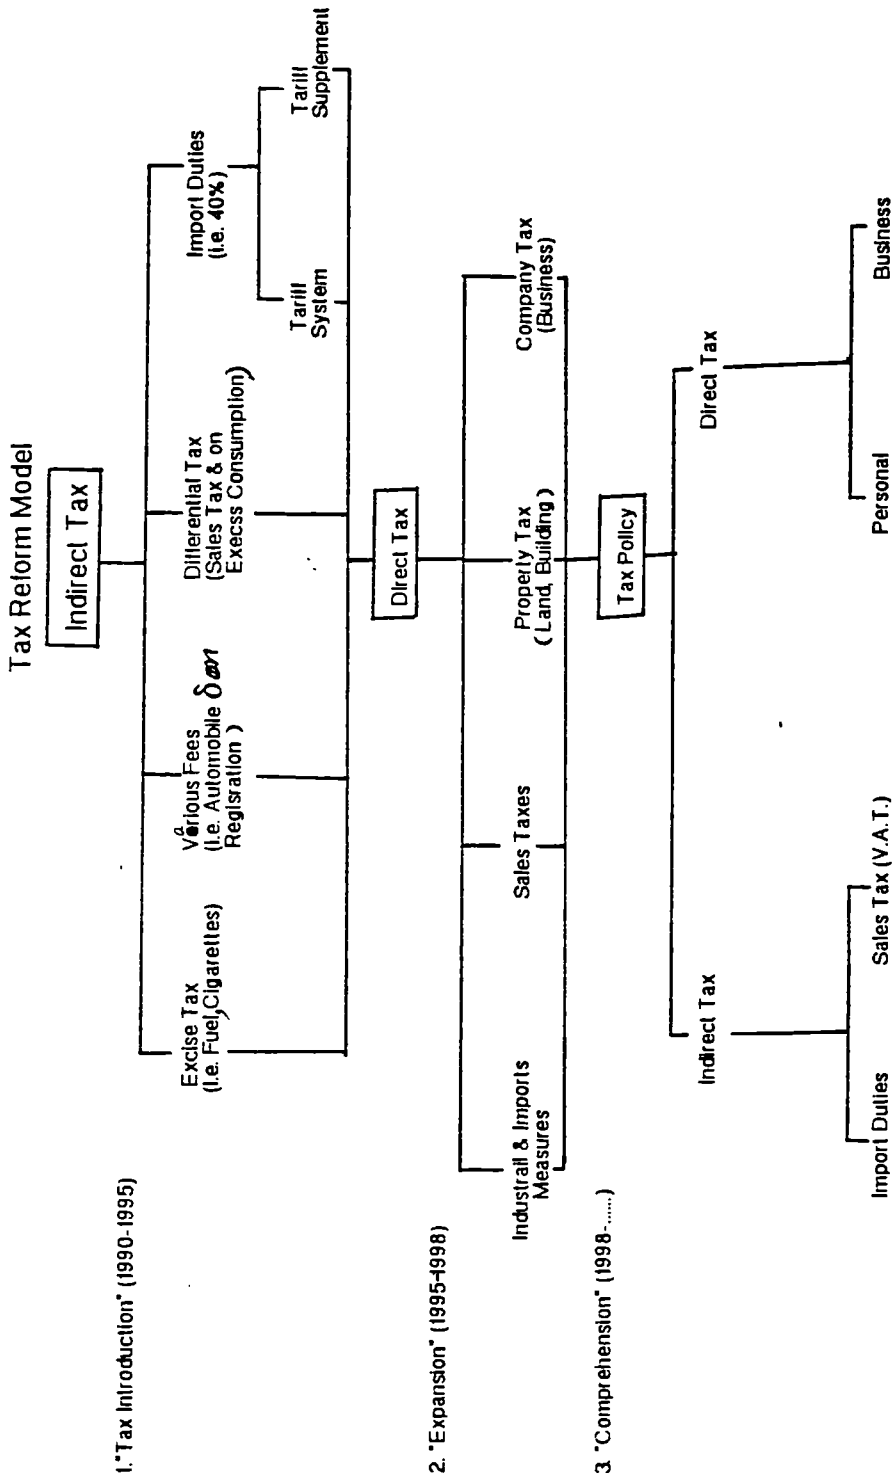 Tax Reform Model
Indirect Tax
1. "Tax Introduction" (1990-1995)
Excise Tax
(i.e. Fuel, Cigarettes)
Various Fees
(i.e. Automobile
Regisration )
Differential Tax
(Sales Tax & on
Execss Consumption)
Import Duties
(i.e. 40%)
Tariff
System
Tariff
Supplement
Direct Tax
2. "Expansion" (1995-1998)
Industrail & Imports
Measures
Sales Taxes
Property Tax
(Land, Building)
Company Tax
(Business)
Tax Policy
3. "Comprehension" (1998-......)
Indirect Tax
Direct Tax
Import Duties
Sales Tax (V.A.T.)
Personal
Business